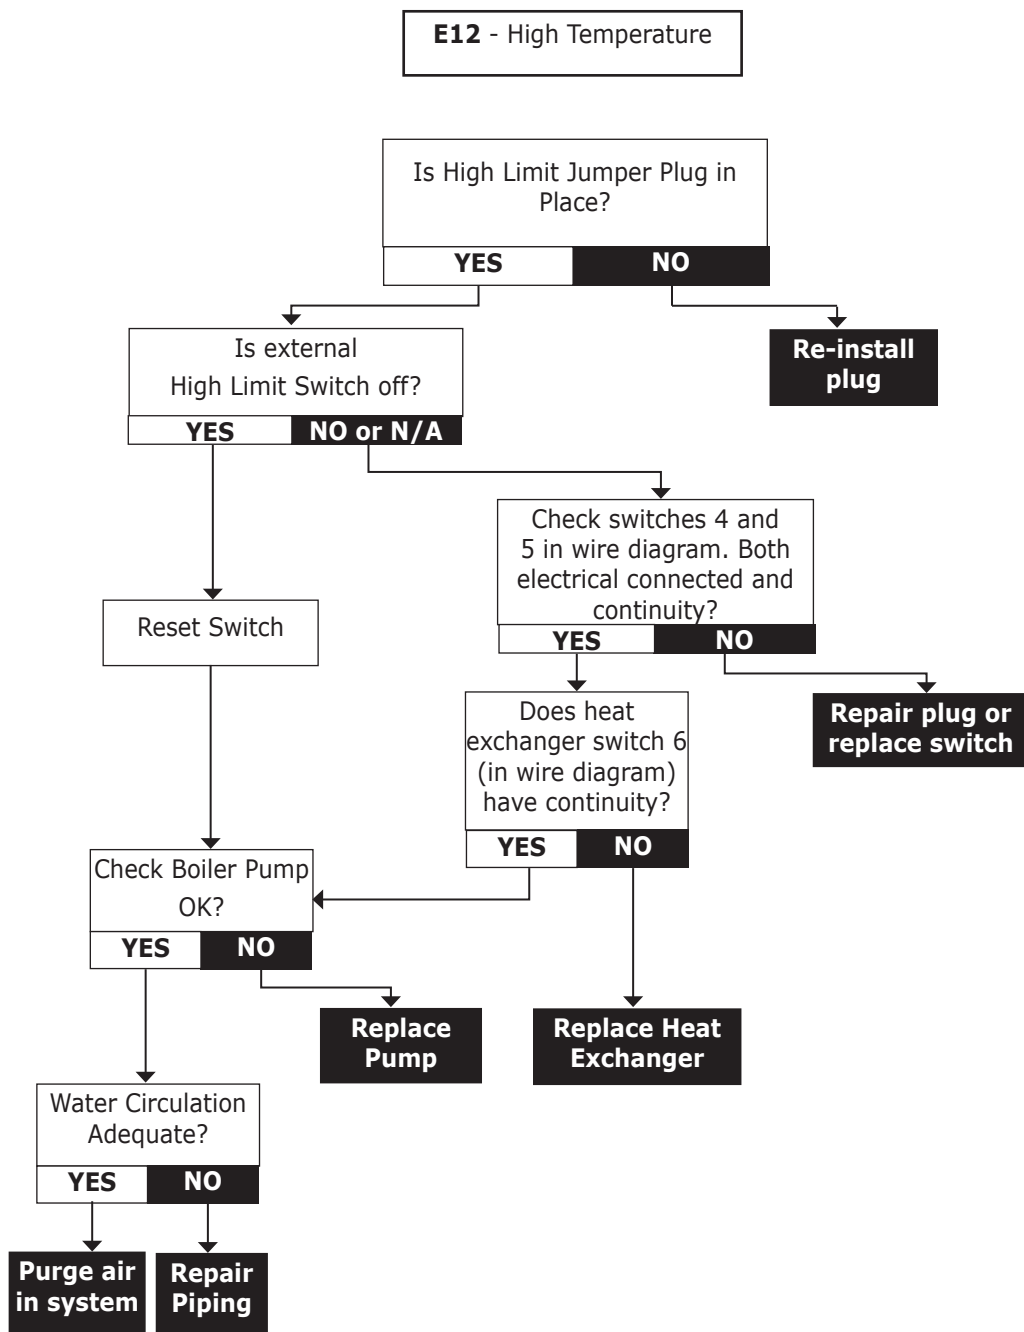 E12 - High Temperature
Is High Limit Jumper Plug in
Place?
YES
NO
Is external
High Limit Switch off?
YES
NO or N/A
Re-install
plug
Check switches 4 and
5 in wire diagram. Both
electrical connected and
continuity?
YES
NO
Reset Switch
Does heat
exchanger switch 6
(in wire diagram)
have continuity?
YES
NO
Repair plug or
replace switch
Check Boiler Pump
OK?
YES
NO
Replace
Pump
Replace Heat
Exchanger
Water Circulation
Adequate?
YES
NO
Purge air
in system
Repair
Piping